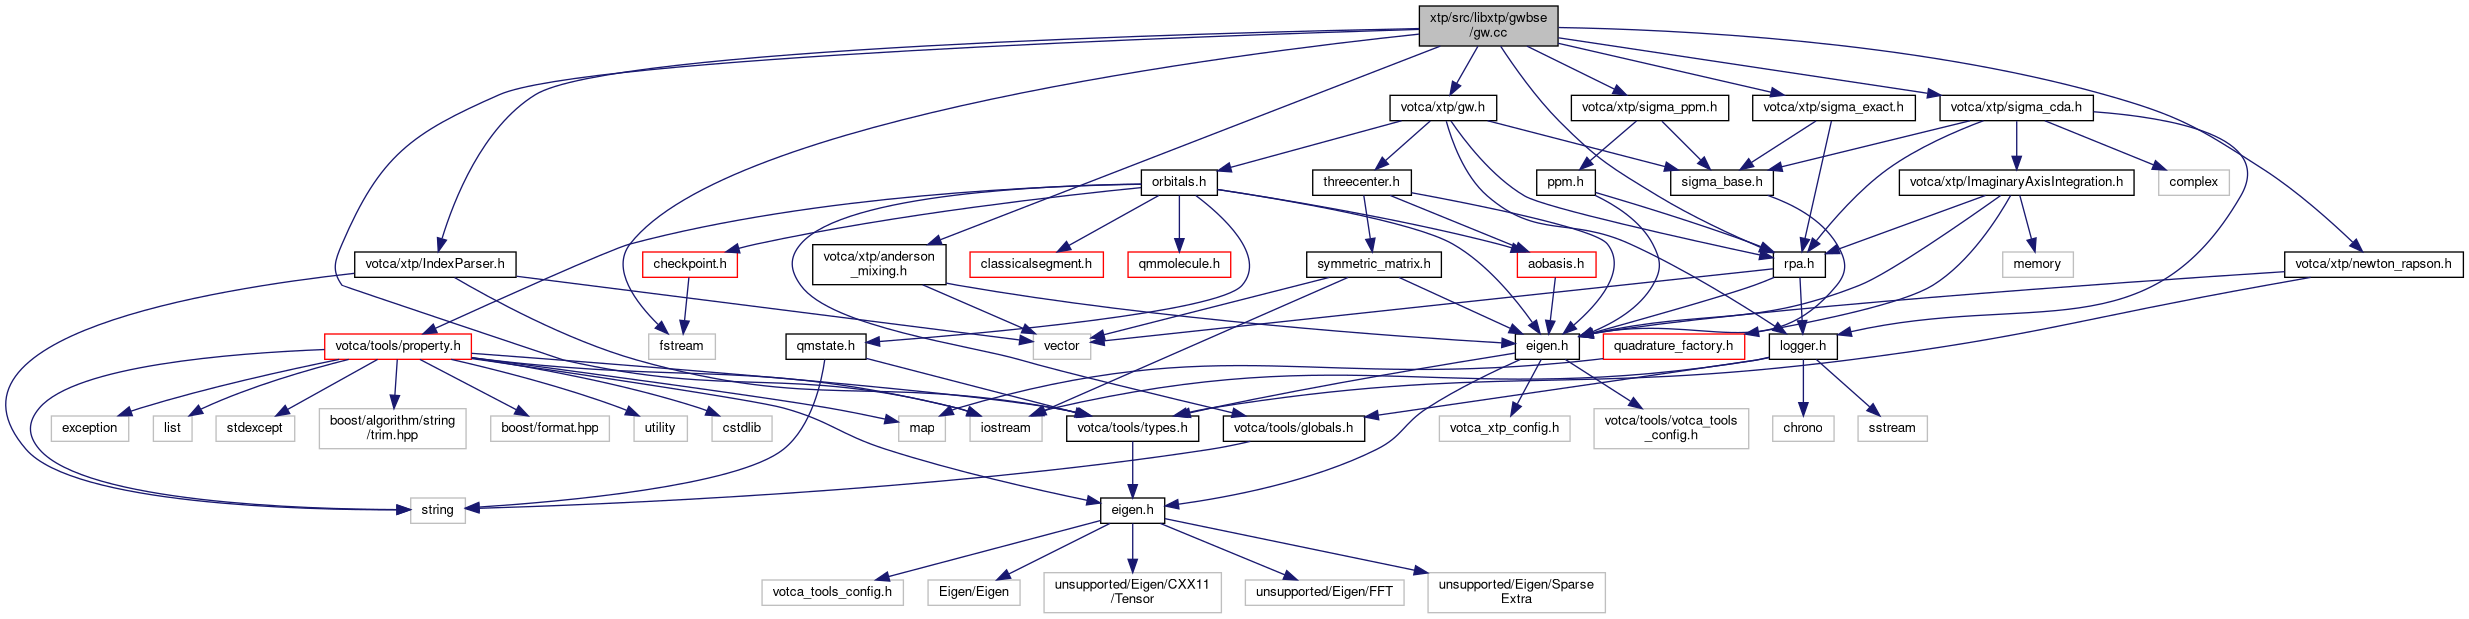 xtp/src/libxtp/gwbse
/gw.cc
votca/xtp/gw.h
votca/xtp/sigma_ppm.h
votca/xtp/sigma_exact.h
votca/xtp/sigma_cda.h
orbitals.h
threecenter.h
ppm.h
sigma_base.h
votca/xtp/ImaginaryAxisIntegration.h
complex
votca/xtp/IndexParser.h
checkpoint.h
votca/xtp/anderson
_mixing.h
classicalsegment.h
qmmolecule.h
symmetric_matrix.h
aobasis.h
rpa.h
memory
votca/xtp/newton_rapson.h
votca/tools/property.h
fstream
qmstate.h
vector
eigen.h
quadrature_factory.h
logger.h
exception
list
stdexcept
boost/algorithm/string
/trim.hpp
boost/format.hpp
utility
cstdlib
map
iostream
votca/tools/types.h
votca/tools/globals.h
votca_xtp_config.h
votca/tools/votca_tools
_config.h
chrono
sstream
string
eigen.h
votca_tools_config.h
Eigen/Eigen
unsupported/Eigen/CXX11
/Tensor
unsupported/Eigen/FFT
unsupported/Eigen/Sparse
Extra